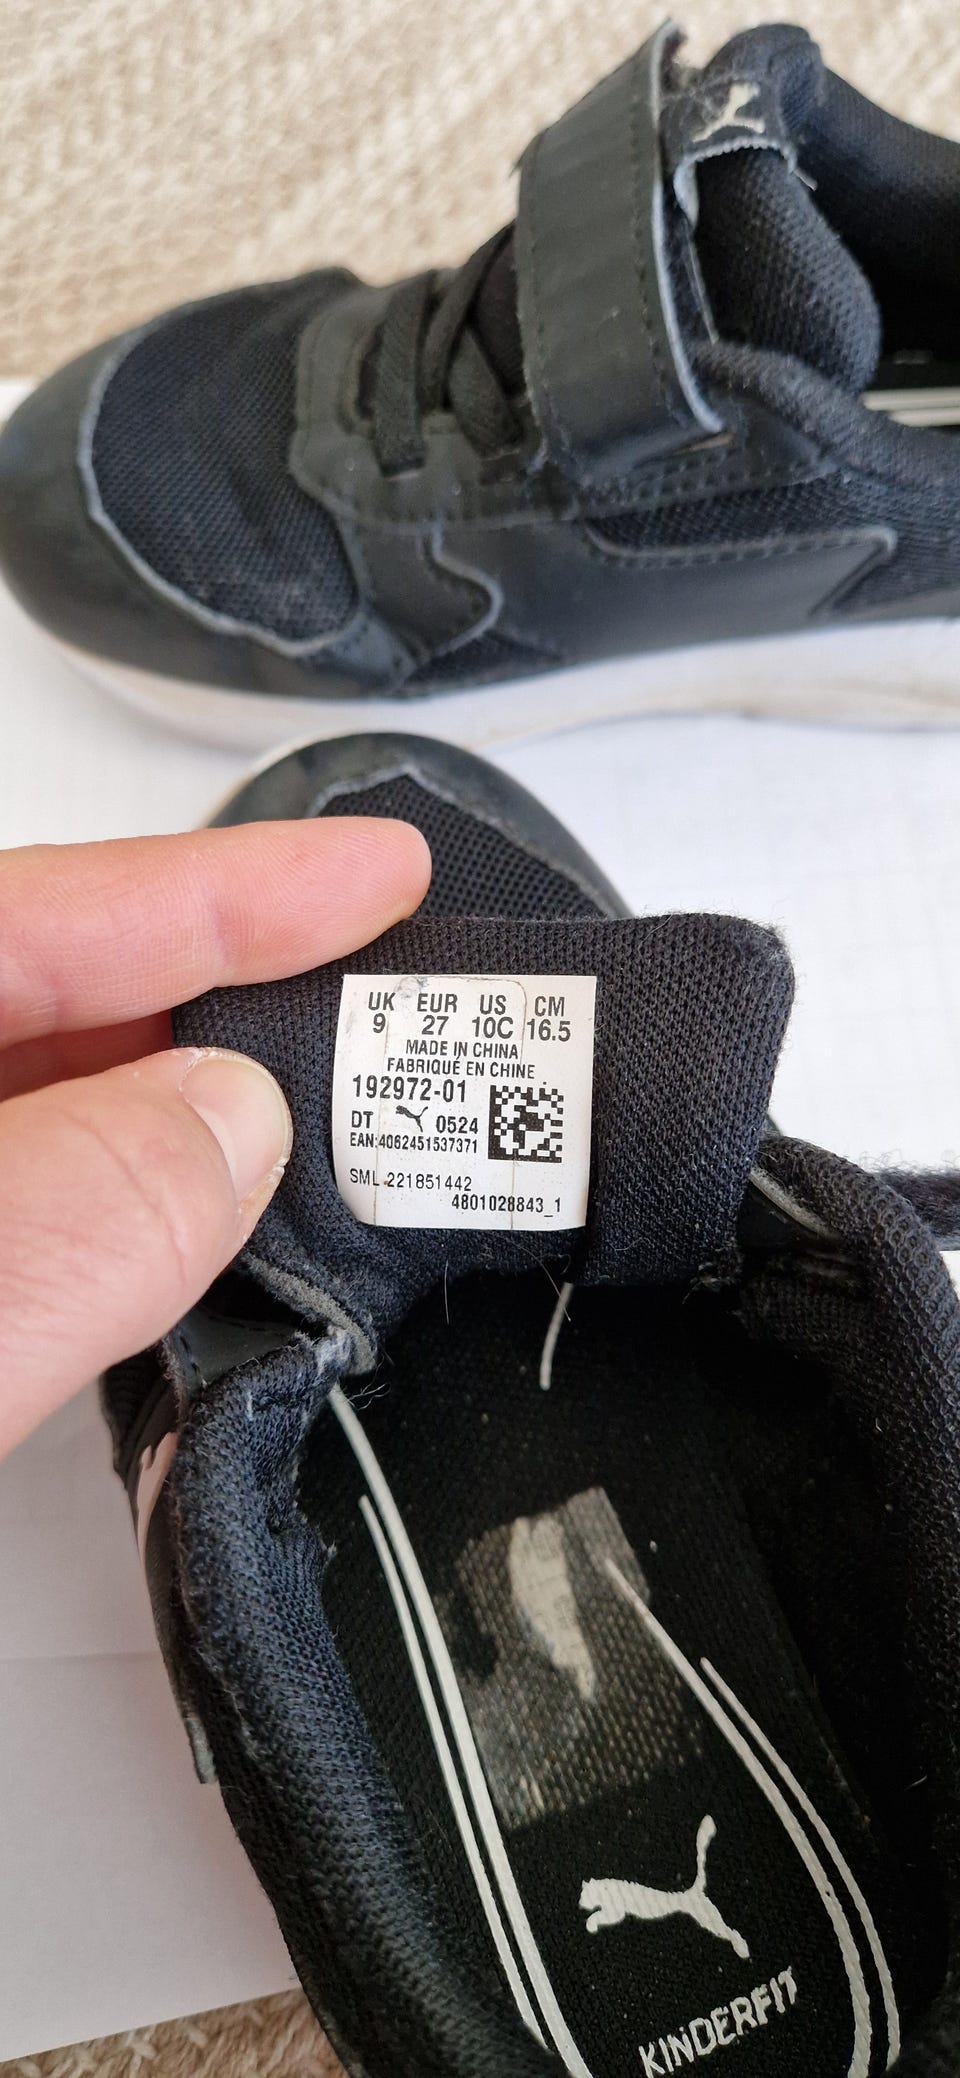 UK EUR US CM
9 27 10C 16.5
MADE IN CHINA
FABRIQUÉ EN CHINE
192972-01
DT 0524
EAN:4062451537371
SML 221851442
4801028843_1
KINDERFIT